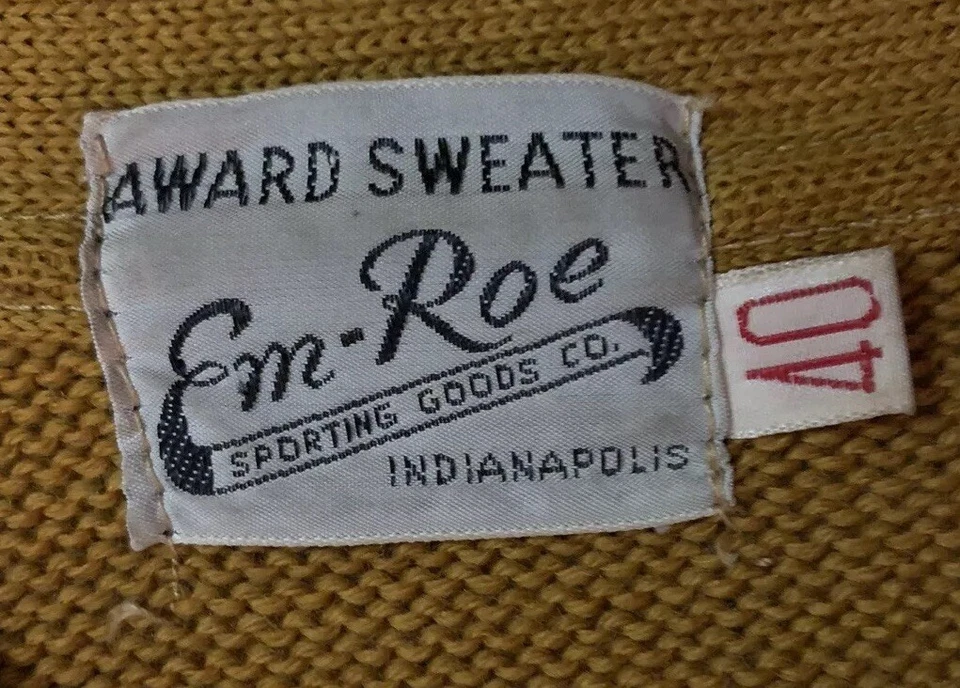 AWARD SWEATER
Em-Roe
SPORTING GOODS CO.
INDIANAPOLIS
40